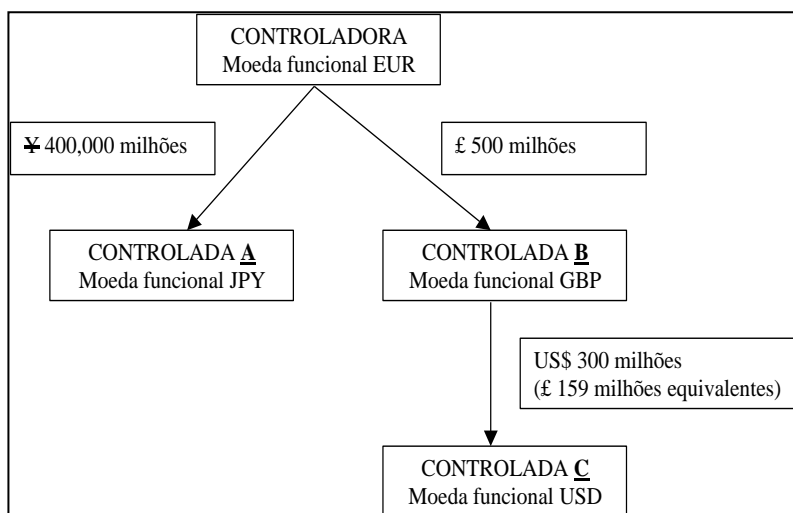 CONTROLADORA
Moeda funcional EUR
¥ 400,000 milhões
£ 500 milhões
CONTROLADA A
Moeda funcional JPY
CONTROLADA B
Moeda funcional GBP
US$ 300 milhões
(£ 159 milhões equivalentes)
CONTROLADA C
Moeda funcional USD